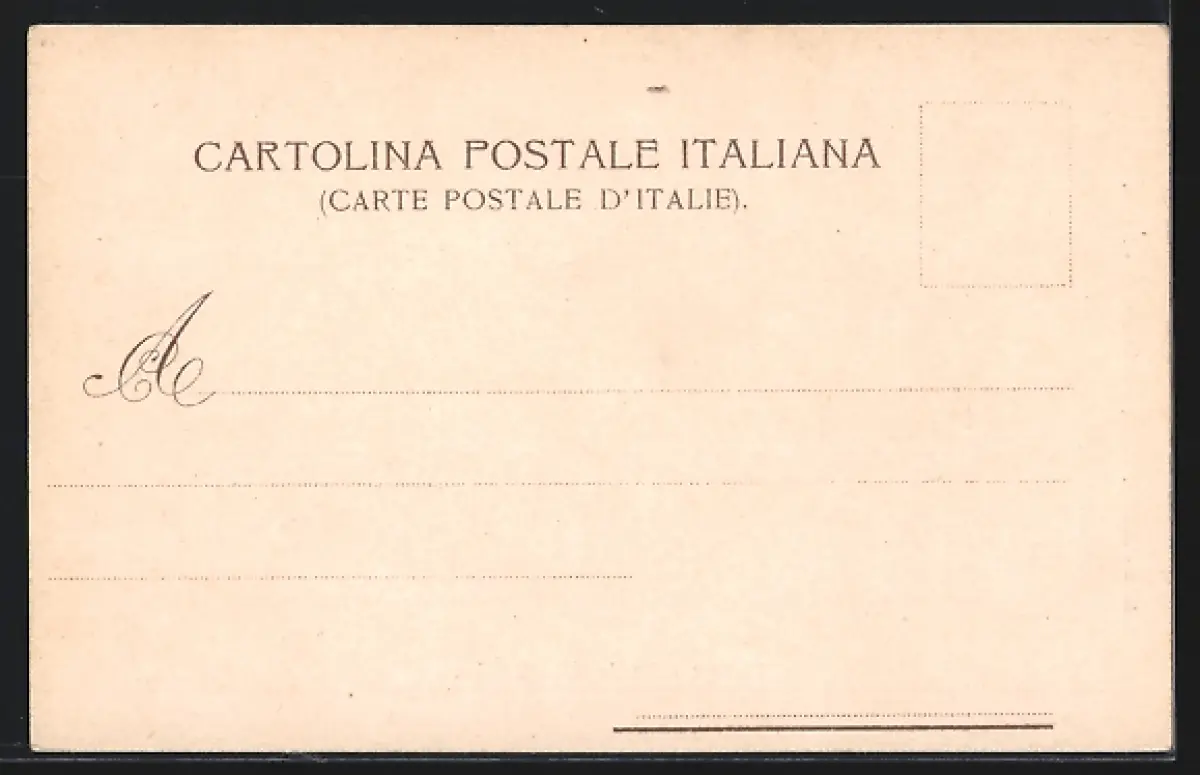 CARTOLINA POSTALE ITALIANA
(CARTE POSTALE D'ITALIE).
A